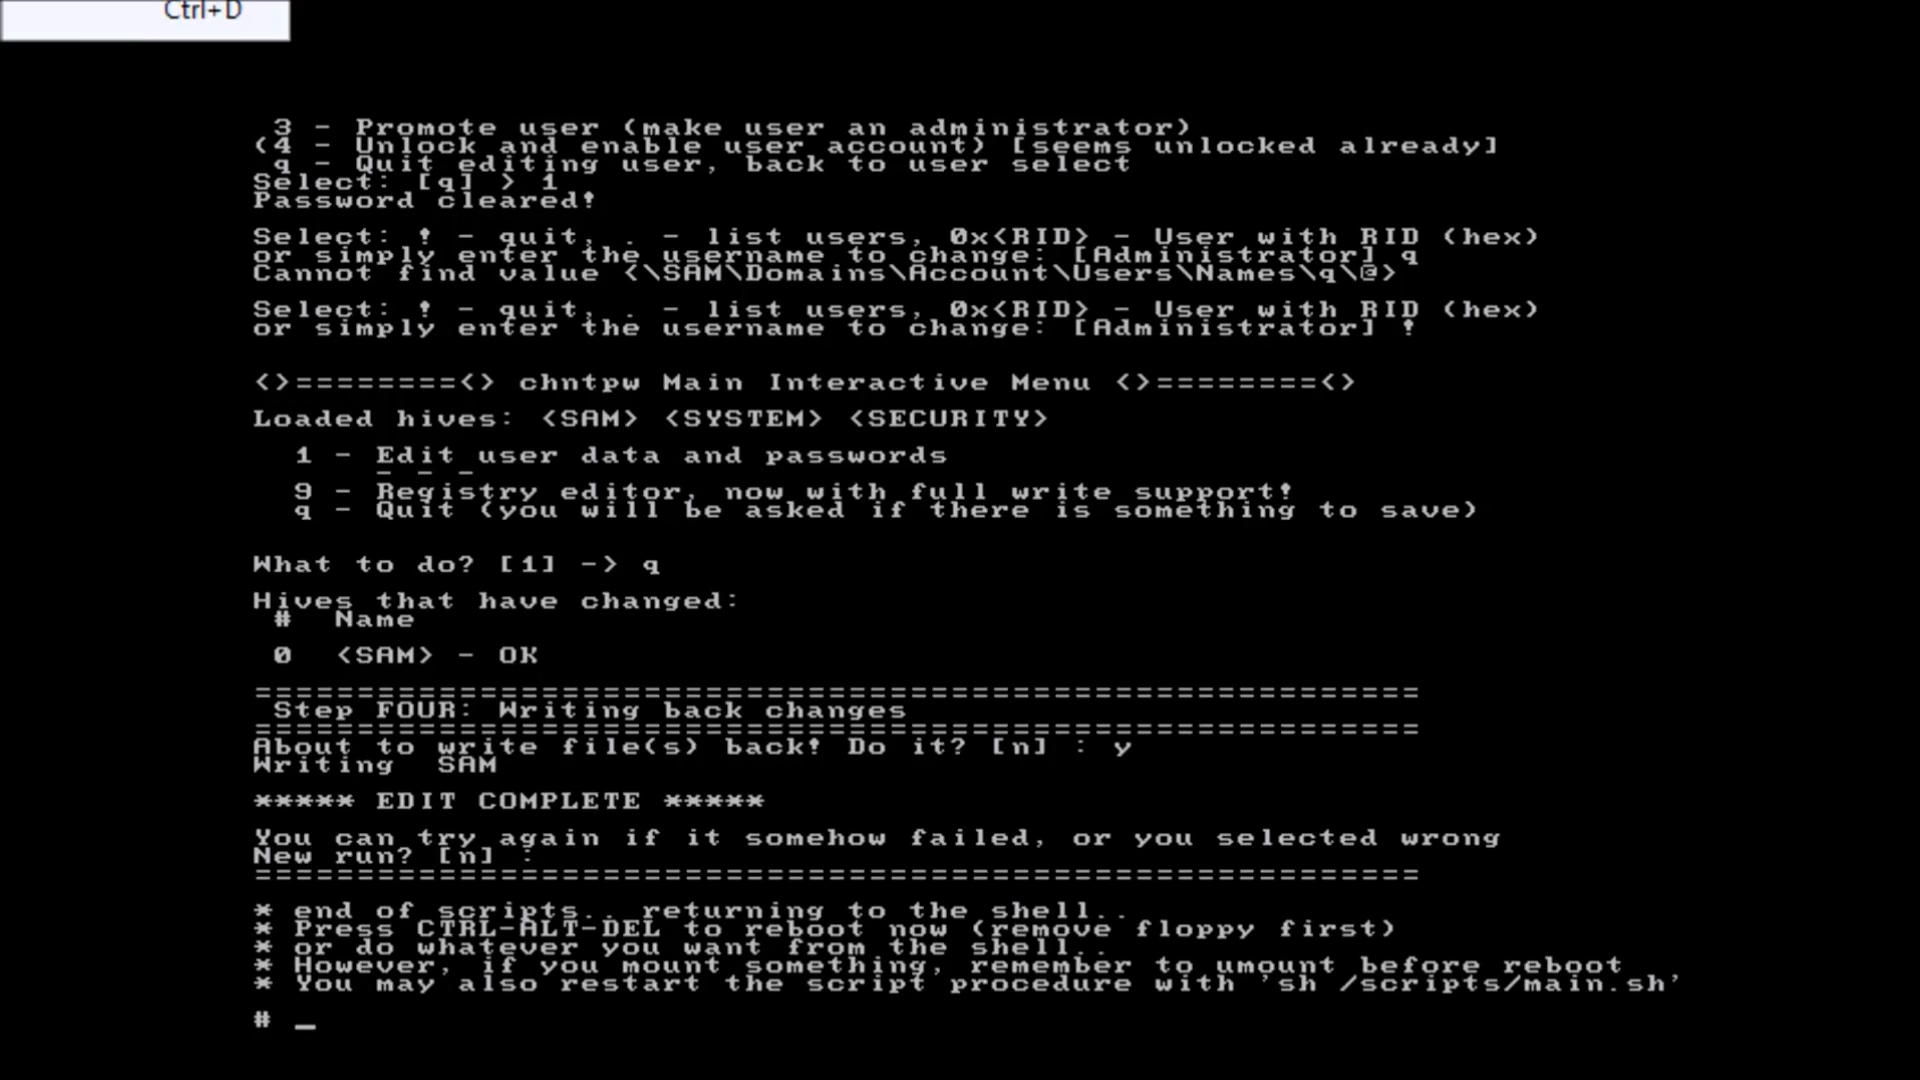 Ctrl+D
3 - Promote user (make user an administrator)
(4 - Unlock and enable user account) [seems unlocked already]
q - Quit editing user, back to user select
Select: [q] > 1
Password cleared!
Select: ! - quit, . - list users, 0x<RID> - User with RID (hex)
or simply enter the username to change: [Administrator] q
Cannot find value <\SAM\Domains\Account\Users\Names\q\@>
Select: ! - quit, . - list users, 0x<RID> - User with RID (hex)
or simply enter the username to change: [Administrator] !
<>========<> chntpw Main Interactive Menu <>========<>
Loaded hives: <SAM> <SYSTEM> <SECURITY>
1 - Edit user data and passwords
- - -
9 - Registry editor, now with full write support!
q - Quit (you will be asked if there is something to save)
What to do? [1] -> q
Hives that have changed:
# Name
0 <SAM> - OK
=========================================================
Step FOUR: Writing back changes
=========================================================
About to write file(s) back! Do it? [n] : y
Writing SAM
***** EDIT COMPLETE *****
You can try again if it somehow failed, or you selected wrong
New run? [n] :
=========================================================
* end of scripts.. returning to the shell..
* Press CTRL-ALT-DEL to reboot now (remove floppy first)
* or do whatever you want from the shell..
* However, if you mount something, remember to umount before reboot
* You may also restart the script procedure with 'sh /scripts/main.sh'
# _